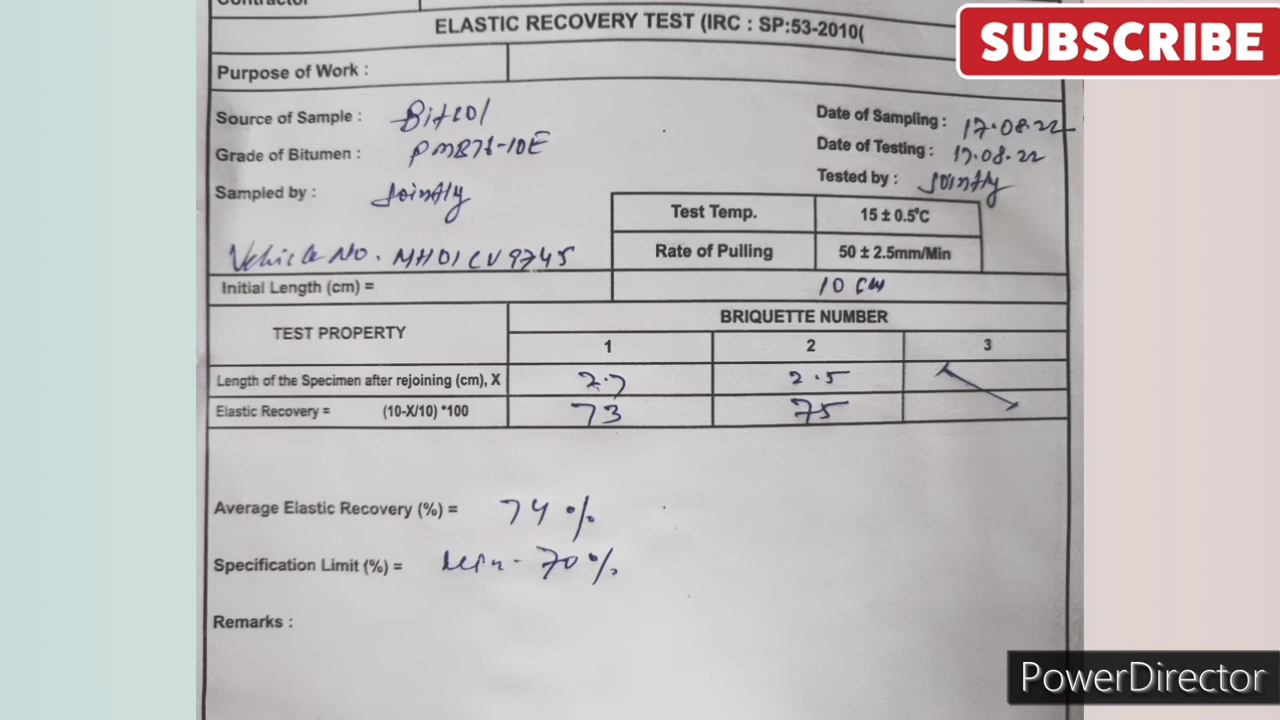 Contractor
ELASTIC RECOVERY TEST (IRC : SP:53-2010(
SUBSCRIBE
Purpose of Work :
Source of Sample : Bitcol
Date of Sampling : 17.08.22
Grade of Bitumen : PMB76-10E
Date of Testing : 17.08.22
Sampled by : Jointly
Tested by : Jointly
Test Temp. 15 ± 0.5°C
Vehicle No. MH01CV9745
Rate of Pulling 50 ± 2.5mm/Min
Initial Length (cm) = 10 cm
TEST PROPERTY BRIQUETTE NUMBER
1 2 3
Length of the Specimen after rejoining (cm), X 2.7 2.5
Elastic Recovery = (10-X/10) *100 73 75
Average Elastic Recovery (%) = 74 %
Specification Limit (%) = Min - 70 %
Remarks :
PowerDirector